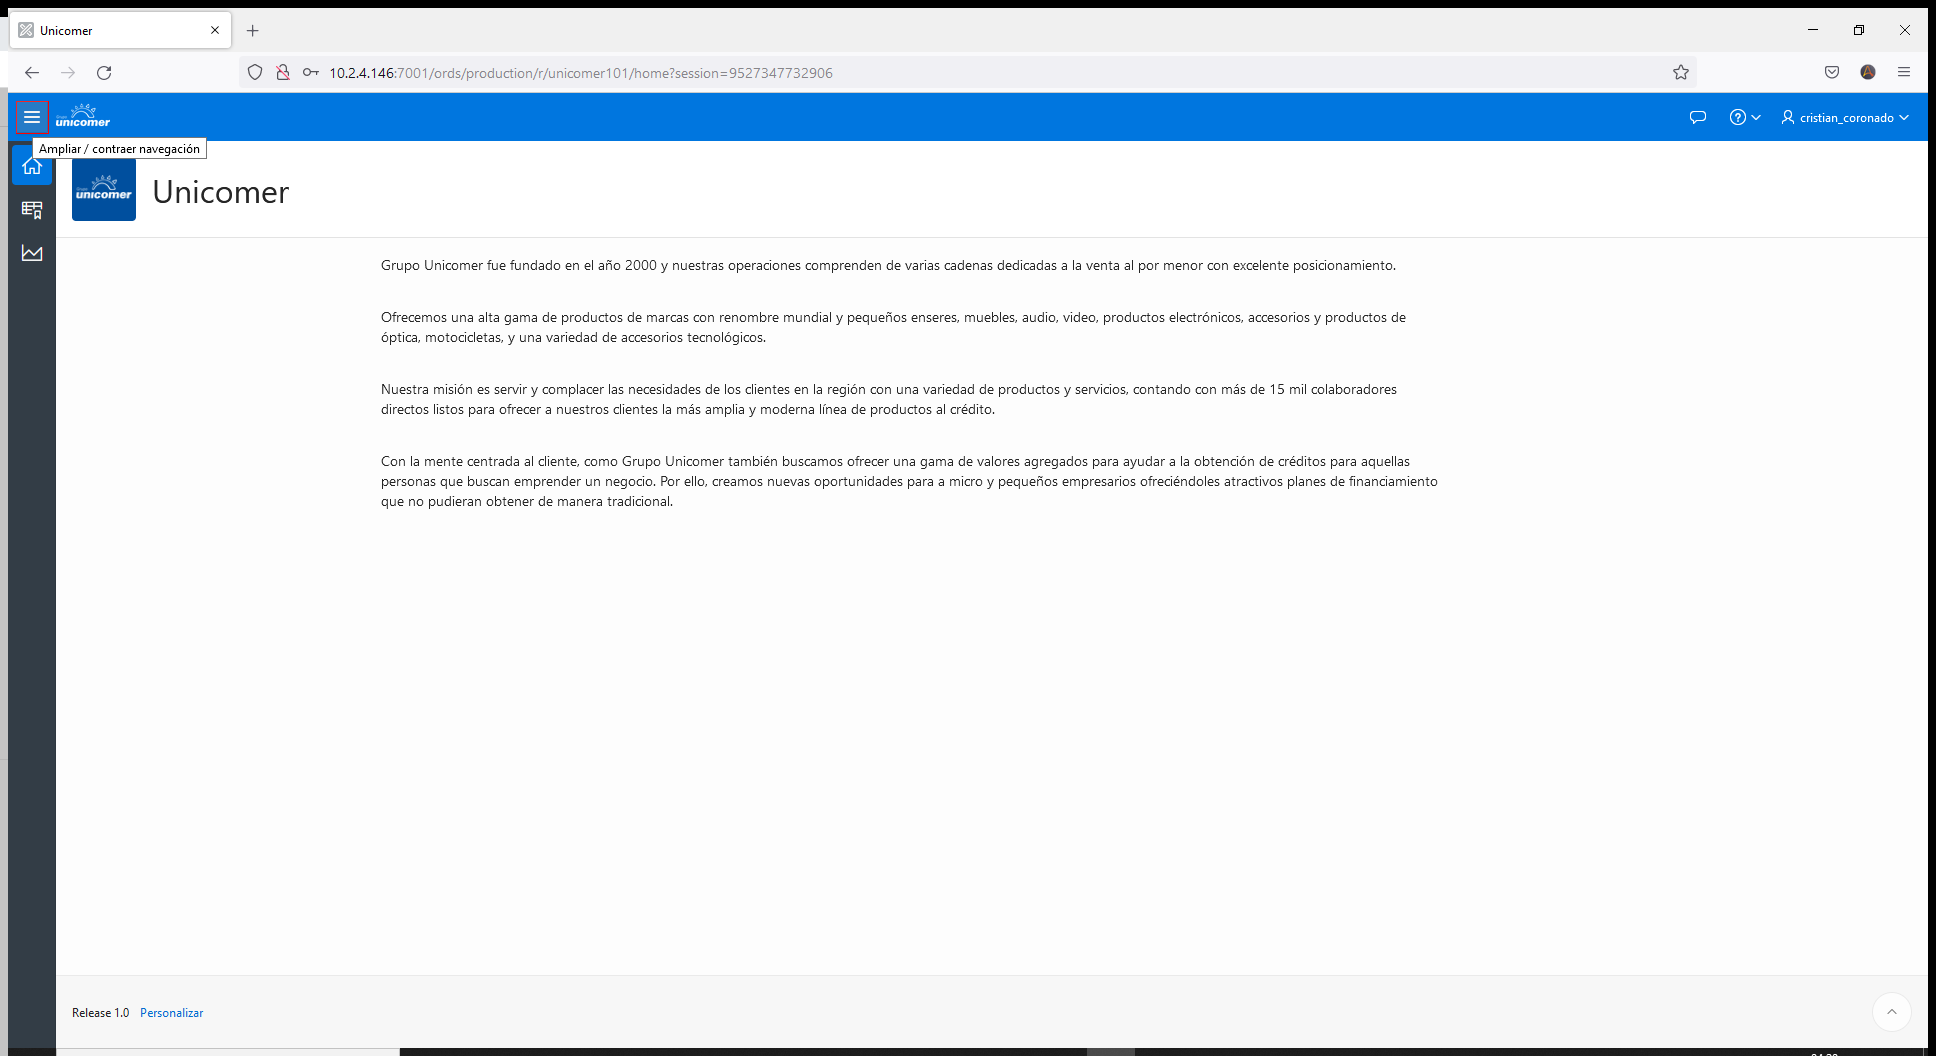 Unicomer
10.2.4.146:7001/ords/production/r/unicomer101/home?session=9527347732906
Grupo
unicomer
cristian_coronado
Ampliar / contraer navegación
unicomer
Unicomer
Grupo Unicomer fue fundado en el año 2000 y nuestras operaciones comprenden de varias cadenas dedicadas a la venta al por menor con excelente posicionamiento.
Ofrecemos una alta gama de productos de marcas con renombre mundial y pequeños enseres, muebles, audio, video, productos electrónicos, accesorios y productos de
óptica, motocicletas, y una variedad de accesorios tecnológicos.
Nuestra misión es servir y complacer las necesidades de los clientes en la región con una variedad de productos y servicios, contando con más de 15 mil colaboradores
directos listos para ofrecer a nuestros clientes la más amplia y moderna línea de productos al crédito.
Con la mente centrada al cliente, como Grupo Unicomer también buscamos ofrecer una gama de valores agregados para ayudar a la obtención de créditos para aquellas
personas que buscan emprender un negocio. Por ello, creamos nuevas oportunidades para a micro y pequeños empresarios ofreciéndoles atractivos planes de financiamiento
que no pudieran obtener de manera tradicional.
Release 1.0 Personalizar